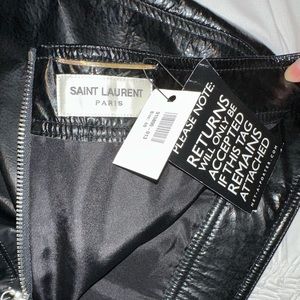 SAINT LAURENT
PARIS
PLEASE NOTE:
RETURNS
WILL ONLY BE
ACCEPTED
IF THIS TAG
REMAINS
ATTACHED